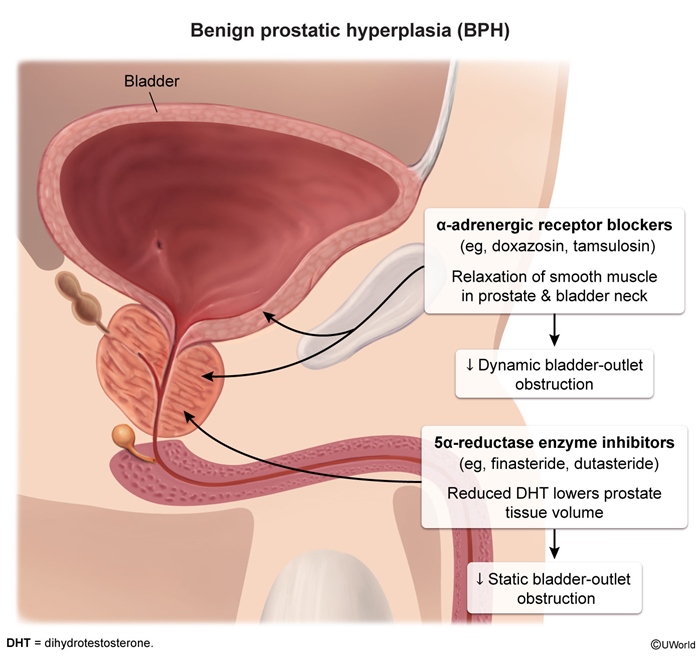 Benign prostatic hyperplasia (BPH)
Bladder
α-adrenergic receptor blockers
(eg, doxazosin, tamsulosin)
Relaxation of smooth muscle
in prostate & bladder neck
↓ Dynamic bladder-outlet
obstruction
5α-reductase enzyme inhibitors
(eg, finasteride, dutasteride)
Reduced DHT lowers prostate
tissue volume
↓ Static bladder-outlet
obstruction
DHT = dihydrotestosterone.
©UWorld